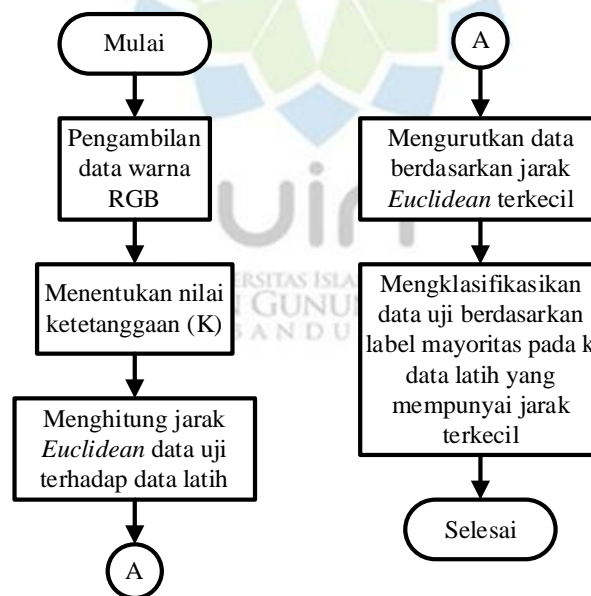 Mulai
Pengambilan
data warna
RGB
Menentukan nilai
ketetanggaan (K)
Menghitung jarak
Euclidean data uji
terhadap data latih
A
A
Mengurutkan data
berdasarkan jarak
Euclidean terkecil
Mengklasifikasikan
data uji berdasarkan
label mayoritas pada k
data latih yang
mempunyai jarak
terkecil
Selesai
uin